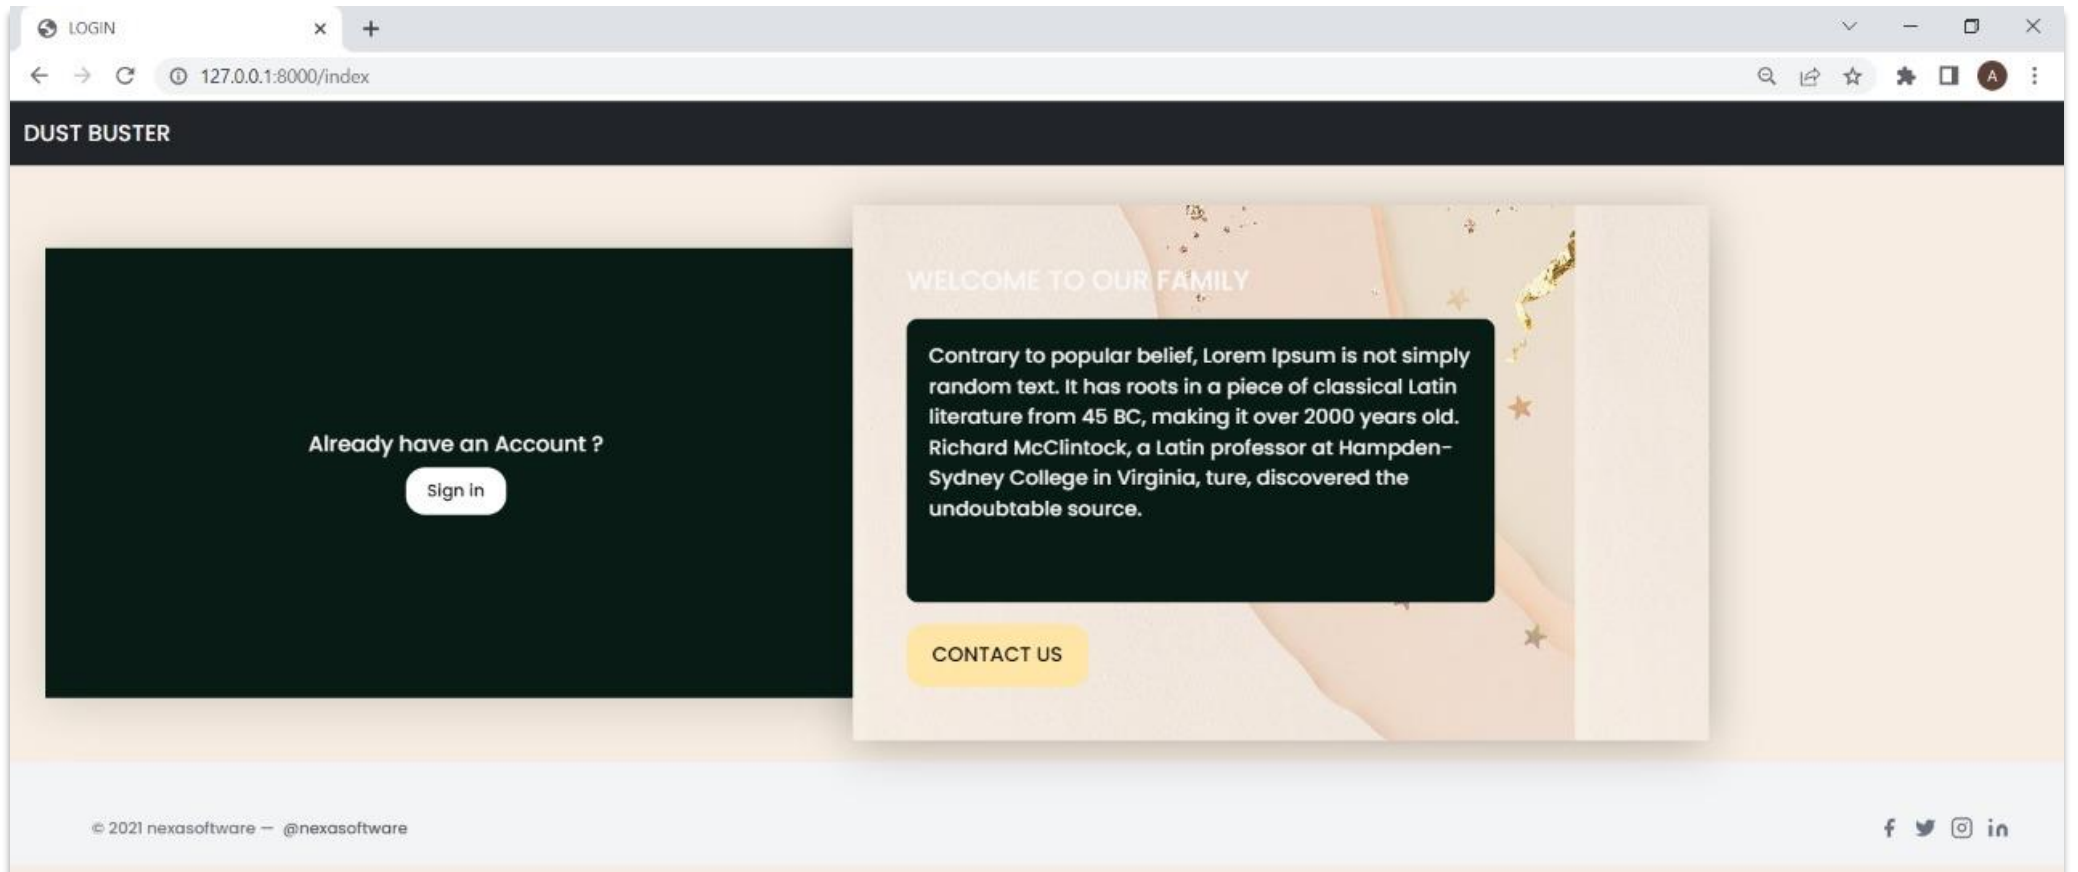 LOGIN
127.0.0.1:8000/index
A
DUST BUSTER
Already have an Account ?
Sign in
WELCOME TO OUR FAMILY
Contrary to popular belief, Lorem Ipsum is not simply
random text. It has roots in a piece of classical Latin
literature from 45 BC, making it over 2000 years old.
Richard McClintock, a Latin professor at Hampden-
Sydney College in Virginia, ture, discovered the
undoubtable source.
CONTACT US
© 2021 nexasoftware — @nexasoftware